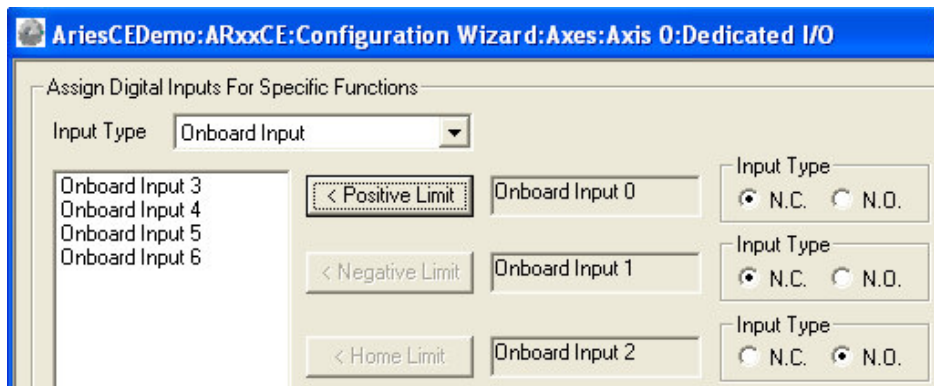 AriesCEDemo:ARxxCE:Configuration Wizard:Axes:Axis 0:Dedicated I/O
Assign Digital Inputs For Specific Functions
Input Type Onboard Input
Onboard Input 3
Onboard Input 4
Onboard Input 5
Onboard Input 6
< Positive Limit Onboard Input 0
Input Type
N.C. N.O.
< Negative Limit Onboard Input 1
Input Type
N.C. N.O.
< Home Limit Onboard Input 2
Input Type
N.C. N.O.